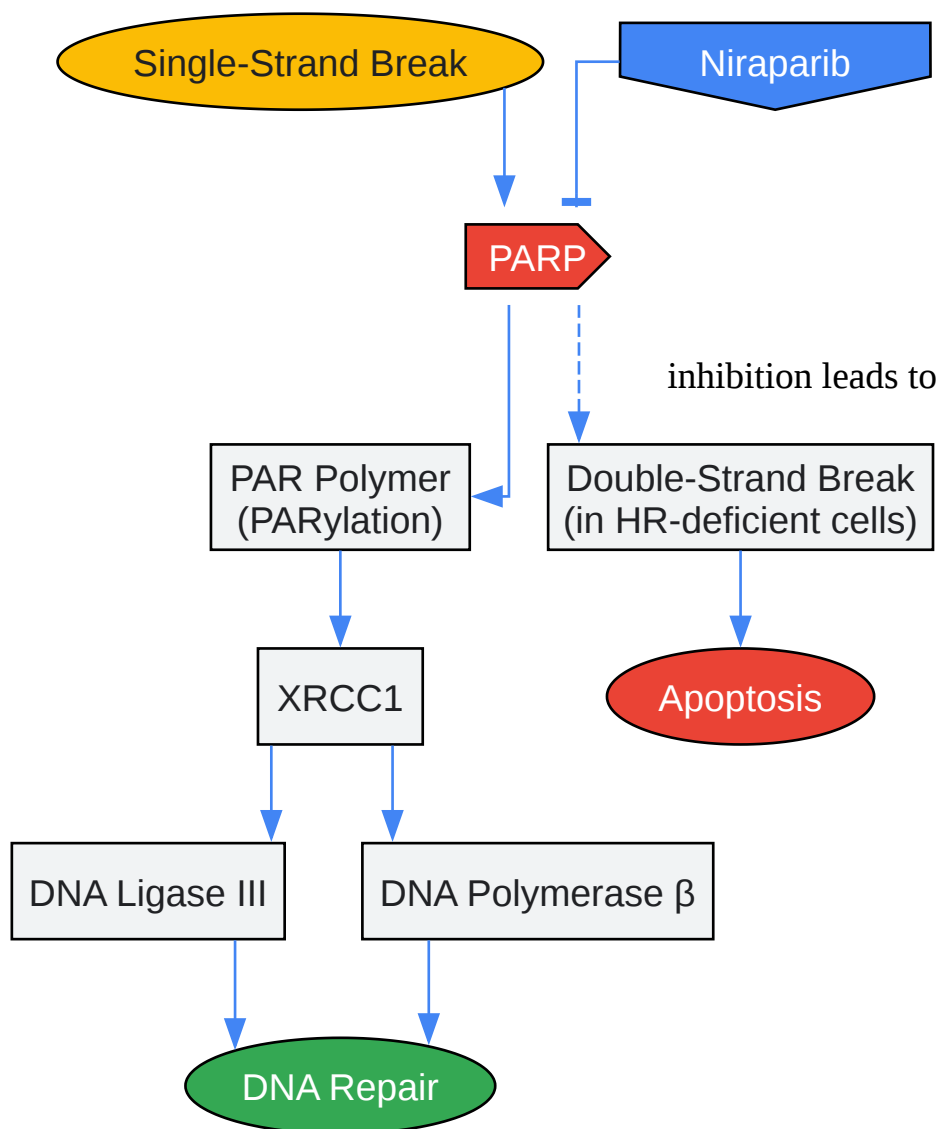 Single-Strand Break
Niraparib
PARP
inhibition leads to
PAR Polymer
(PARylation)
Double-Strand Break
(in HR-deficient cells)
XRCC1
Apoptosis
DNA Ligase III
DNA Polymerase β
DNA Repair